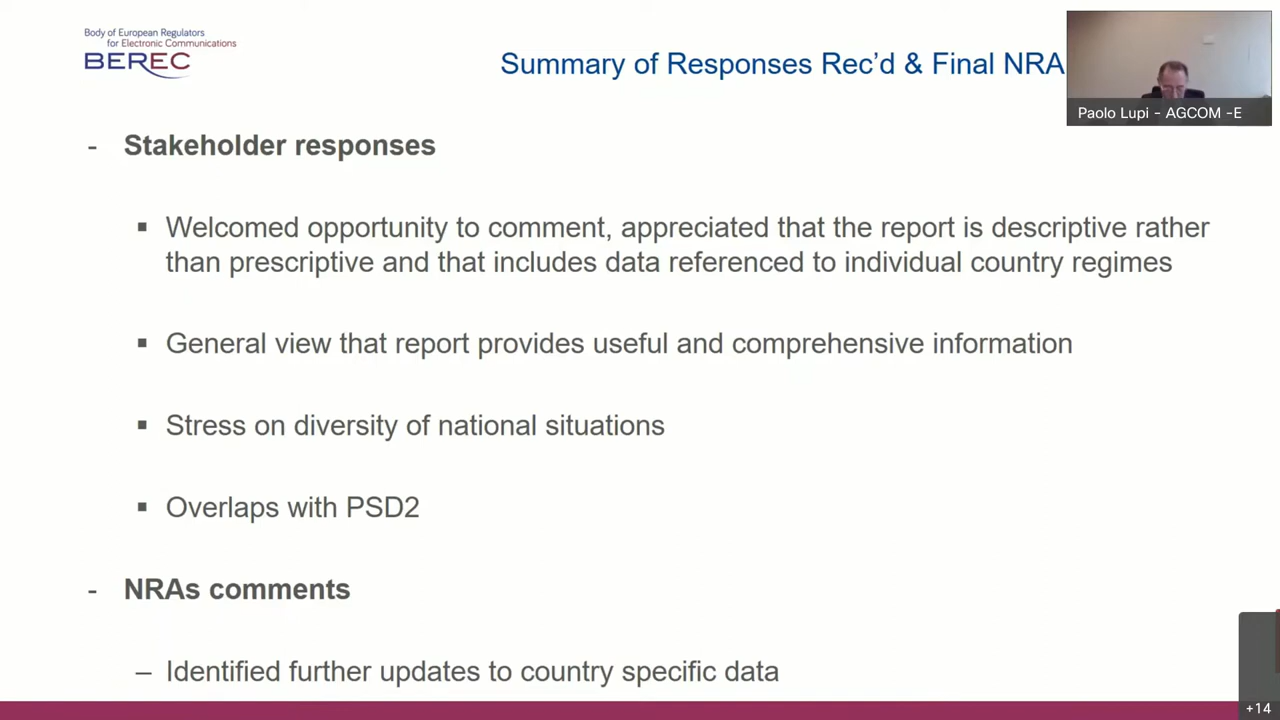 Body of European Regulators
for Electronic Communications
BEREC
Summary of Responses Rec’d & Final NRA
Paolo Lupi - AGCOM -E
- Stakeholder responses
▪ Welcomed opportunity to comment, appreciated that the report is descriptive rather
than prescriptive and that includes data referenced to individual country regimes
▪ General view that report provides useful and comprehensive information
▪ Stress on diversity of national situations
▪ Overlaps with PSD2
- NRAs comments
– Identified further updates to country specific data
+14